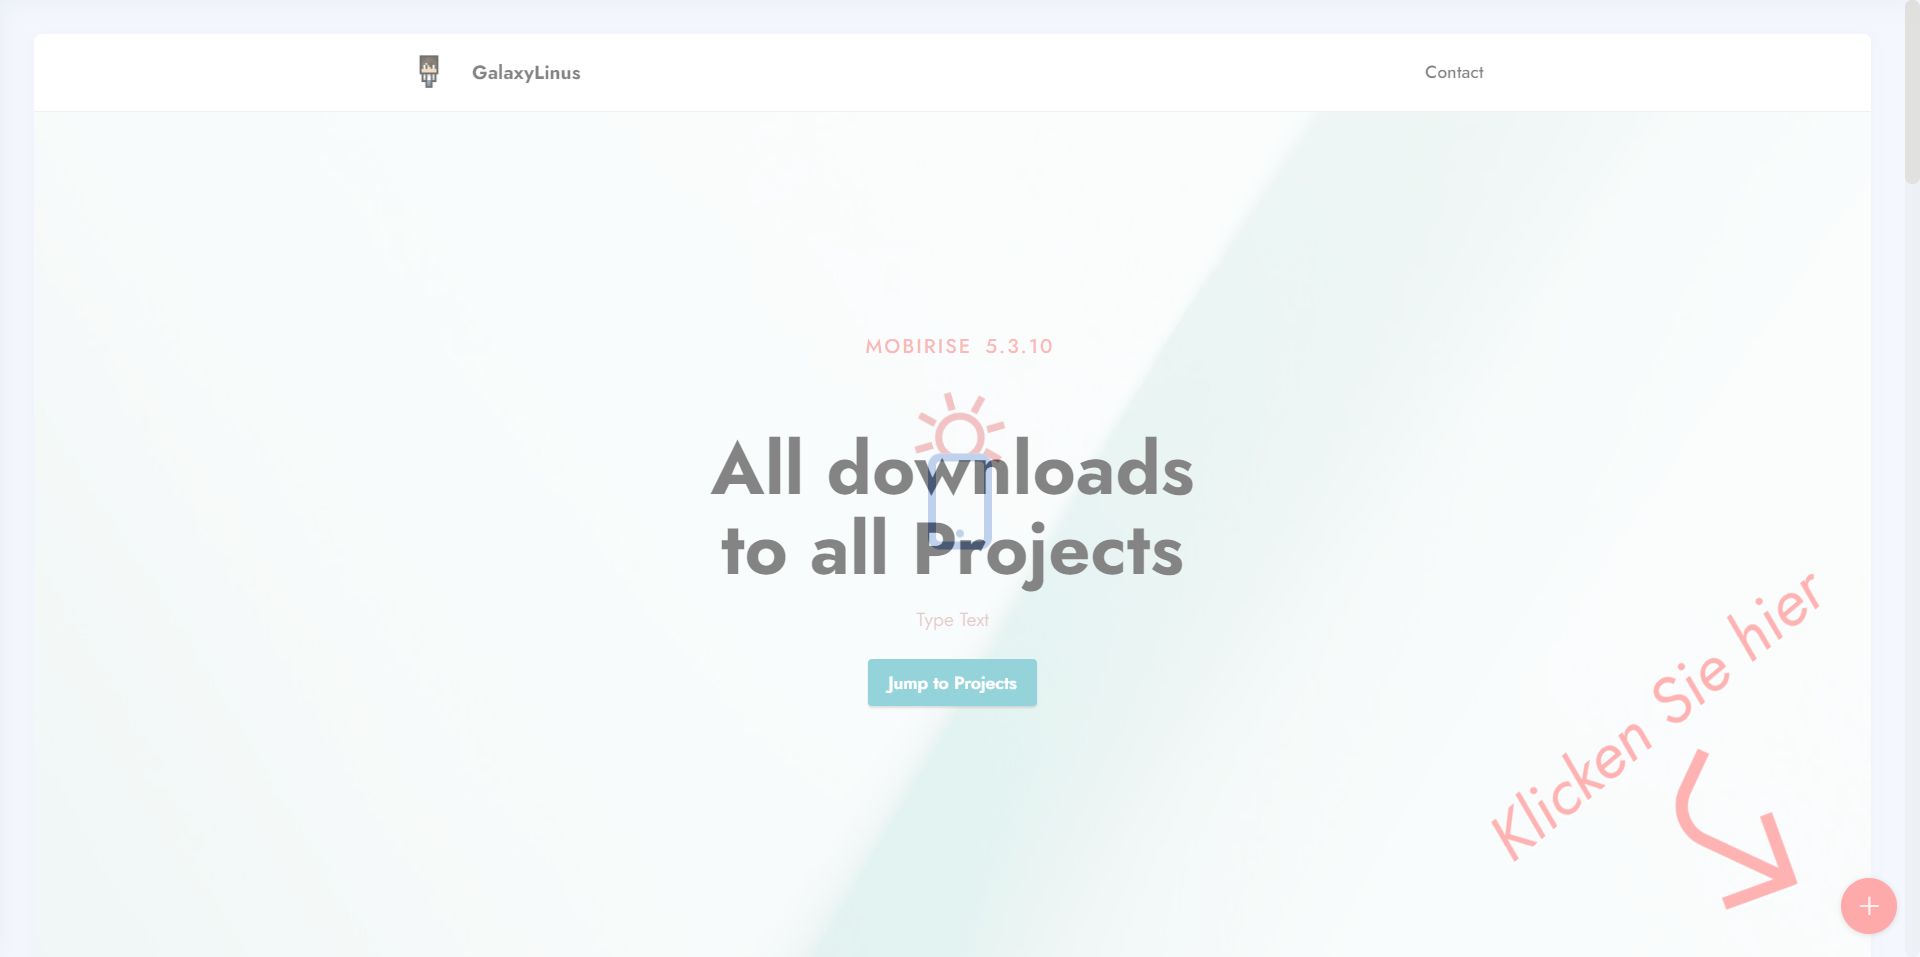 GalaxyLinus
Contact
MOBIRISE 5.3.10
All downloads
to all Projects
Type Text
Jump to Projects
Klicken Sie hier